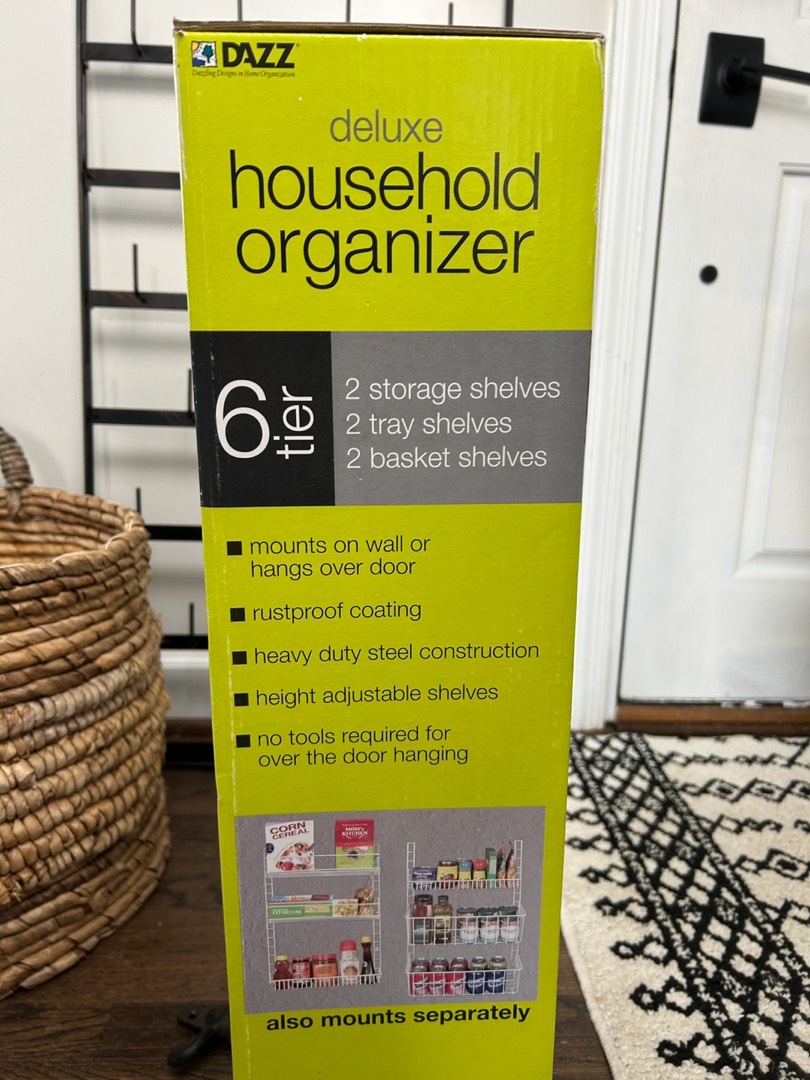 DAZZ
Dazzling Designs in Home Organization
deluxe
household
organizer
6
tier
2 storage shelves
2 tray shelves
2 basket shelves
mounts on wall or
hangs over door
rustproof coating
heavy duty steel construction
height adjustable shelves
no tools required for
over the door hanging
CORN
CEREAL
MOM'S
KITCHEN
also mounts separately